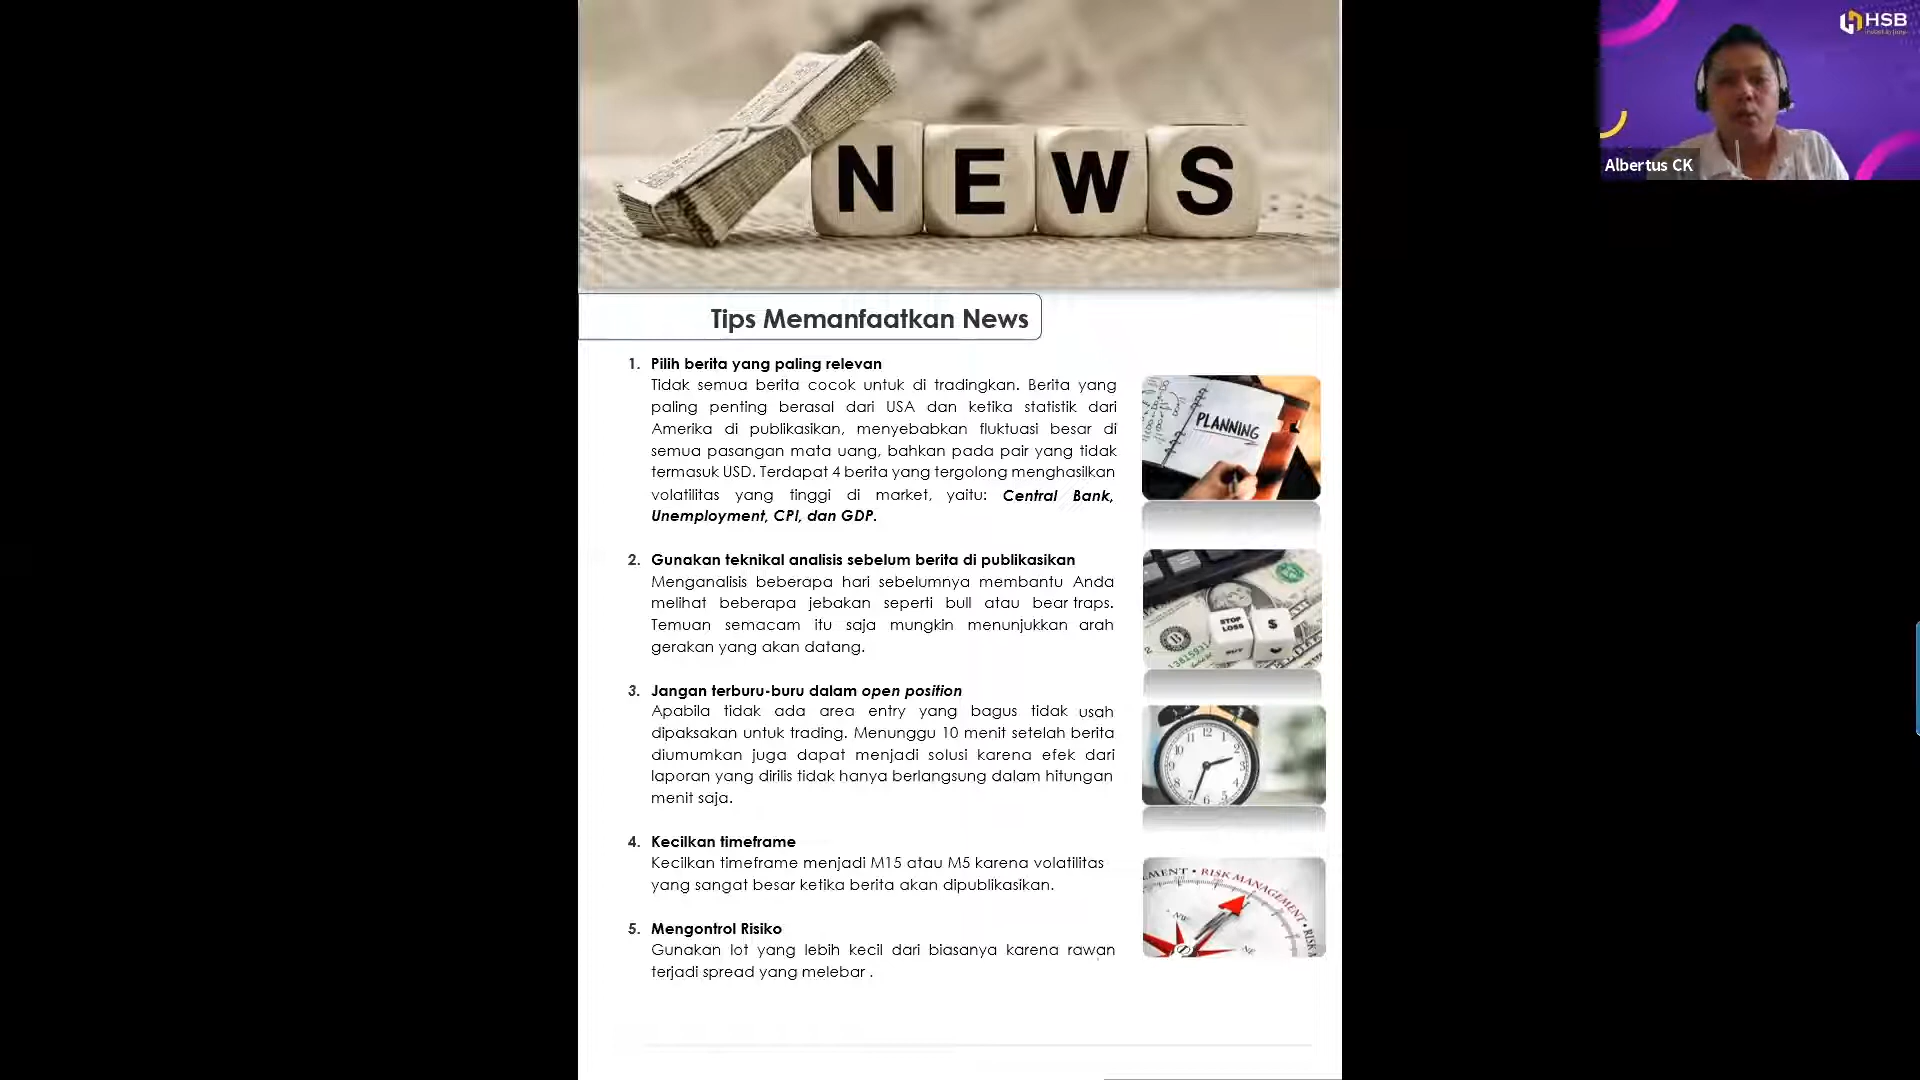 HSB
Albertus CK
NEWS
Tips Memanfaatkan News
1. Pilih berita yang paling relevan
Tidak semua berita cocok untuk di tradingkan. Berita yang
paling penting berasal dari USA dan ketika statistik dari
Amerika di publikasikan, menyebabkan fluktuasi besar di
semua pasangan mata uang, bahkan pada pair yang tidak
termasuk USD. Terdapat 4 berita yang tergolong menghasilkan
volatilitas yang tinggi di market, yaitu: Central Bank,
Unemployment, CPI, dan GDP.
PLANNING
2. Gunakan teknikal analisis sebelum berita di publikasikan
Menganalisis beberapa hari sebelumnya membantu Anda
melihat beberapa jebakan seperti bull atau bear traps.
Temuan semacam itu saja mungkin menunjukkan arah
gerakan yang akan datang.
STOP
LOSS
$
3. Jangan terburu-buru dalam open position
Apabila tidak ada area entry yang bagus tidak usah
dipaksakan untuk trading. Menunggu 10 menit setelah berita
diumumkan juga dapat menjadi solusi karena efek dari
laporan yang dirilis tidak hanya berlangsung dalam hitungan
menit saja.
4. Kecilkan timeframe
Kecilkan timeframe menjadi M15 atau M5 karena volatilitas
yang sangat besar ketika berita akan dipublikasikan.
MENT • RISK MANAGEMENT • RISK
5. Mengontrol Risiko
Gunakan lot yang lebih kecil dari biasanya karena rawan
terjadi spread yang melebar .